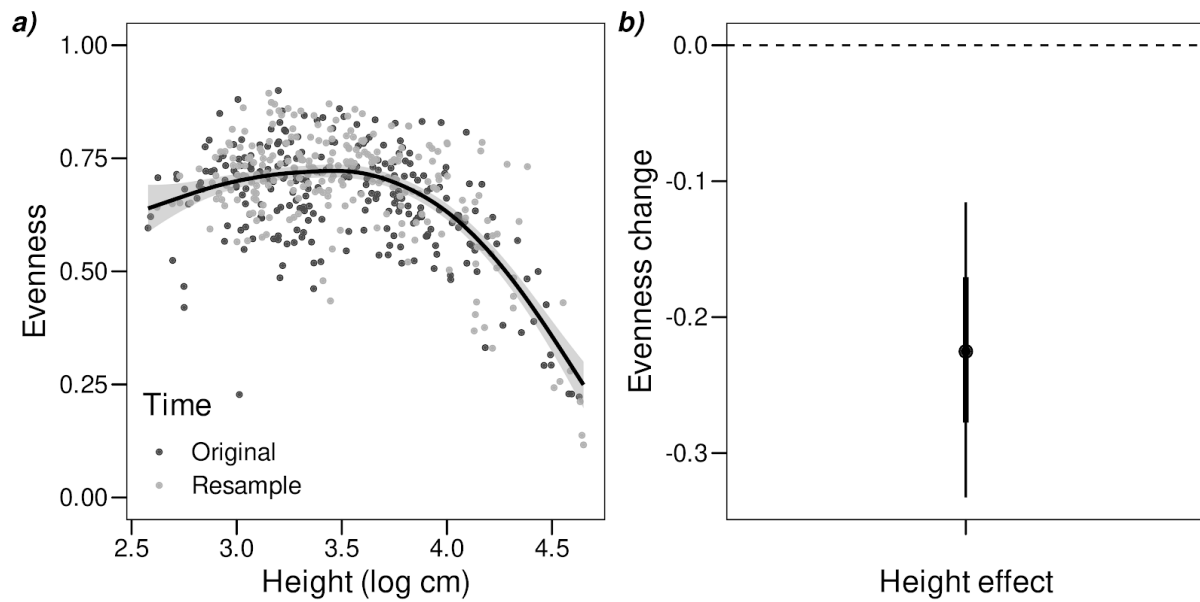 a)
1.00
0.75
0.50
0.25
0.00
Evenness
Time
Original
Resample
2.5 3.0 3.5 4.0 4.5
Height (log cm)
b)
0.0
-0.1
-0.2
-0.3
Evenness change
Height effect